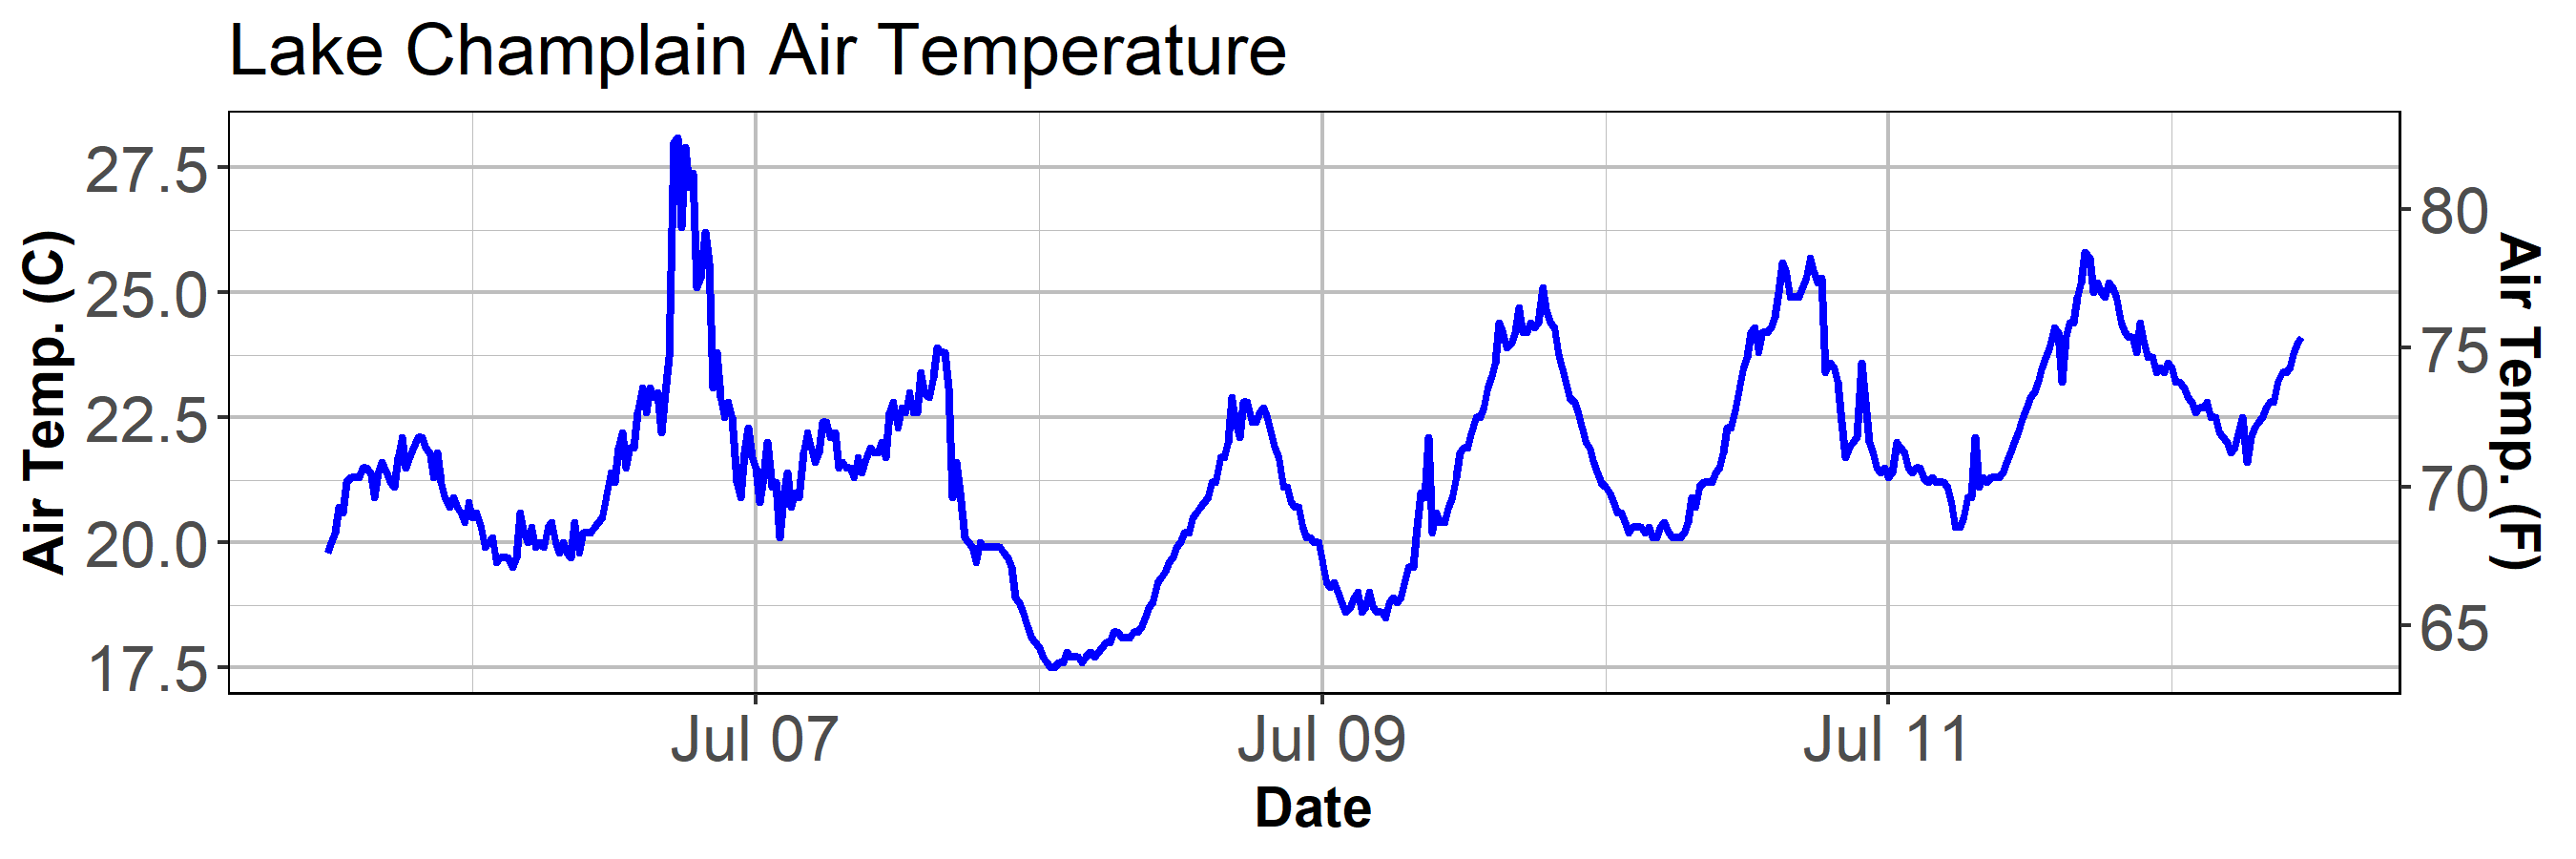 Lake Champlain Air Temperature
Air Temp. (C)
27.5
25.0
22.5
20.0
17.5
80
75
70
65
Air Temp. (F)
Jul 07
Jul 09
Jul 11
Date